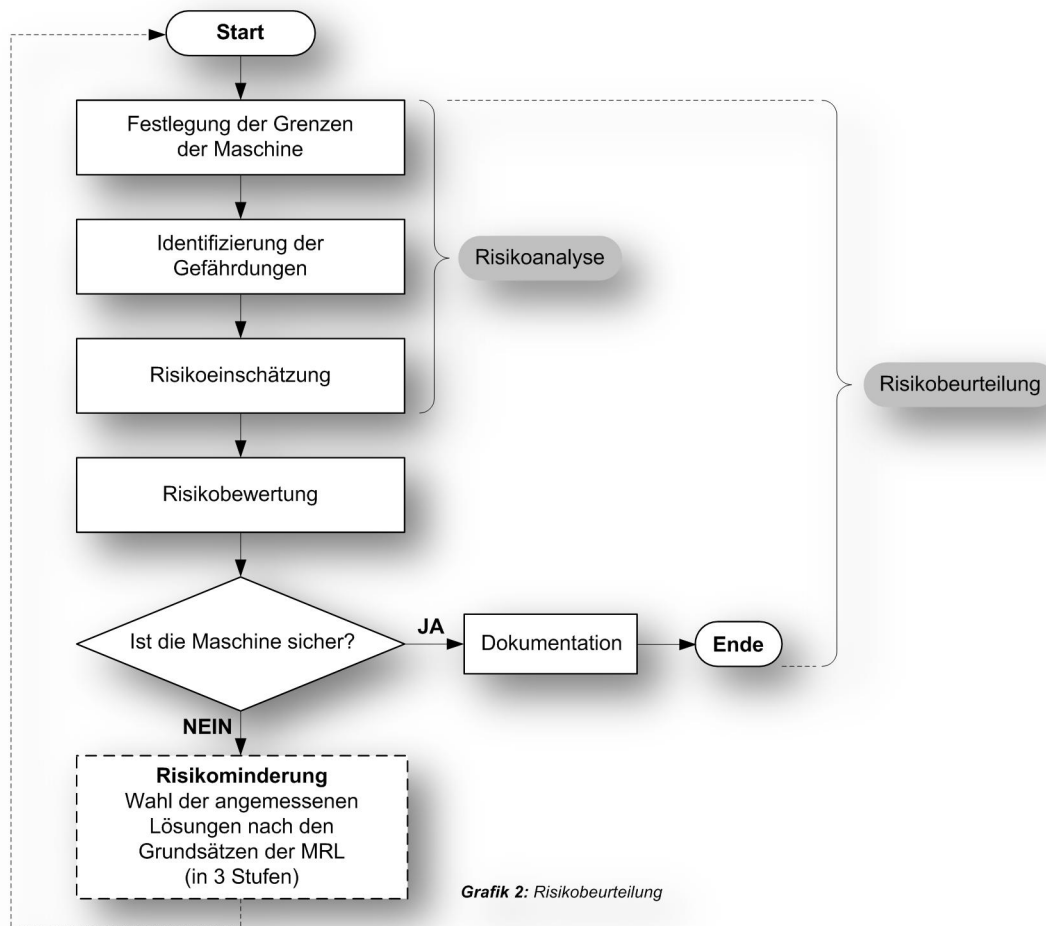 Start
Festlegung der Grenzen
der Maschine
Identifizierung der
Gefährdungen
Risikoanalyse
Risikoeinschätzung
Risikobeurteilung
Risikobewertung
Ist die Maschine sicher?
JA
Dokumentation
Ende
NEIN
Risikominderung
Wahl der angemessenen
Lösungen nach den
Grundsätzen der MRL
(in 3 Stufen)
Grafik 2: Risikobeurteilung